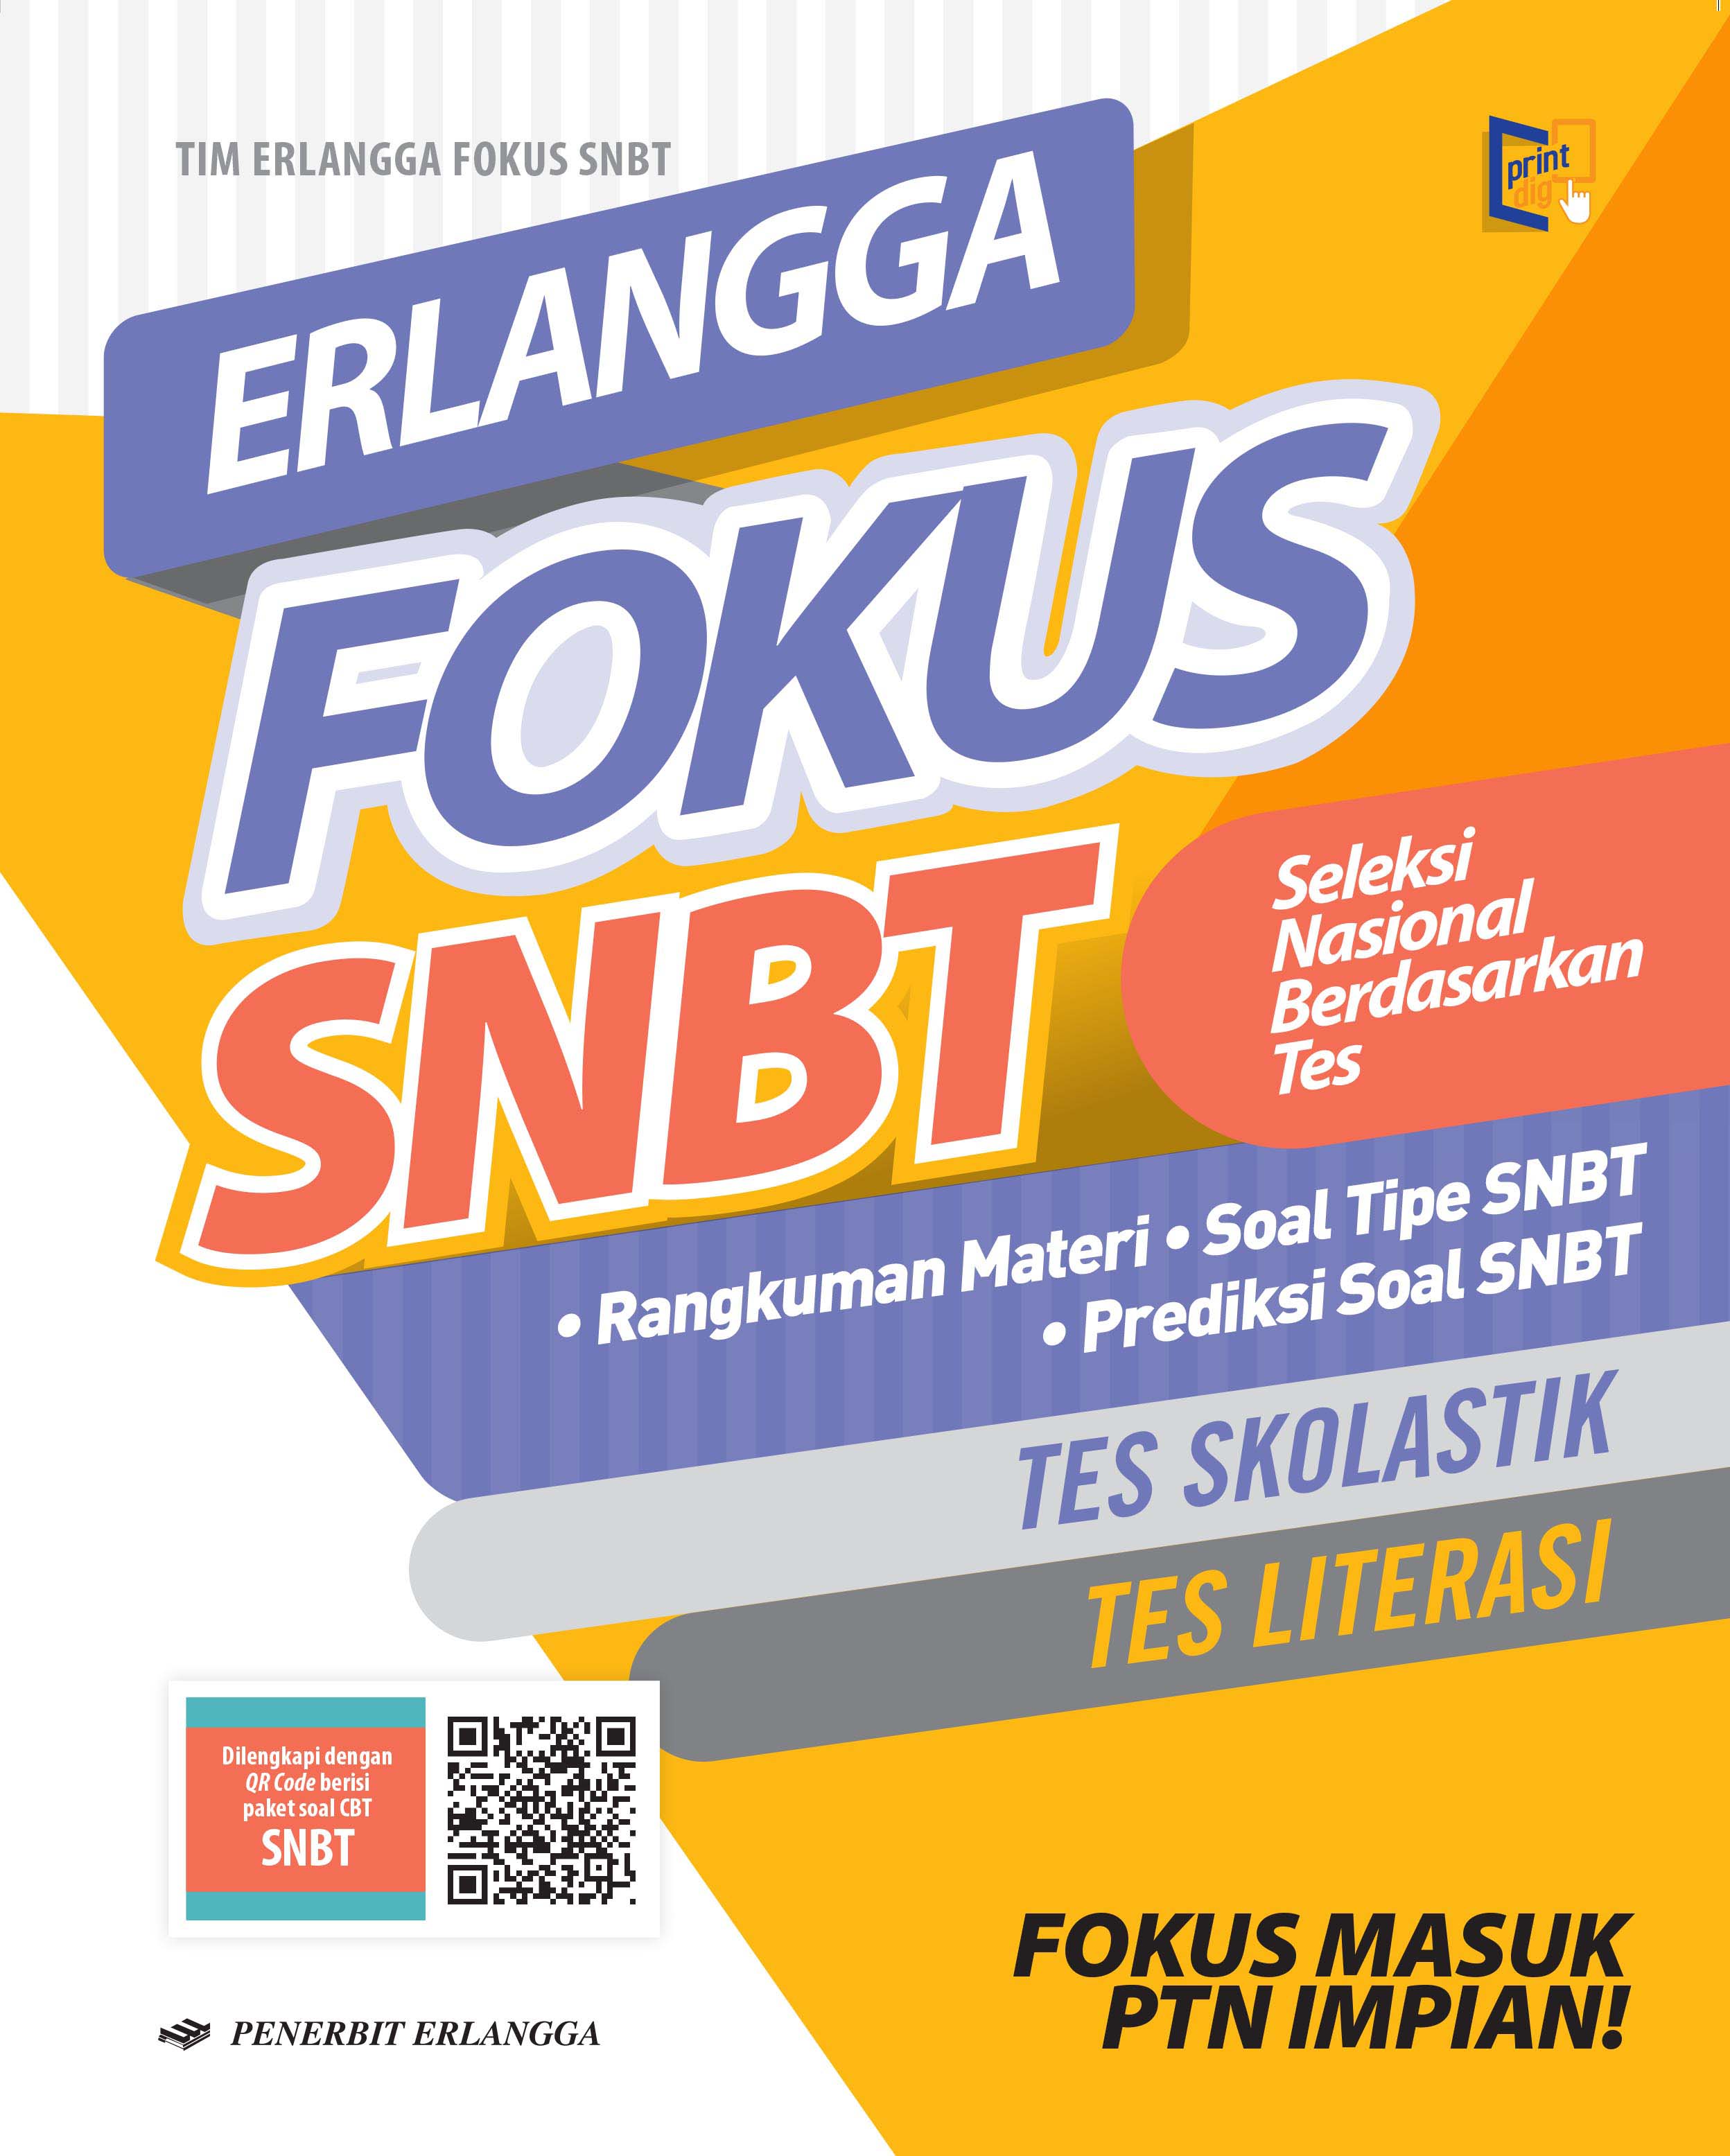 TIM ERLANGGA FOKUS SNBT
print
dig
ERLANGGA
FOKUS
SNBT
Seleksi
Nasional
Berdasarkan
Tes
• Rangkuman Materi • Soal Tipe SNBT
• Prediksi Soal SNBT
TES SKOLASTIK
TES LITERASI
Dilengkapi dengan
QR Code berisi
paket soal CBT
SNBT
FOKUS MASUK
PTN IMPIAN!
PENERBIT ERLANGGA